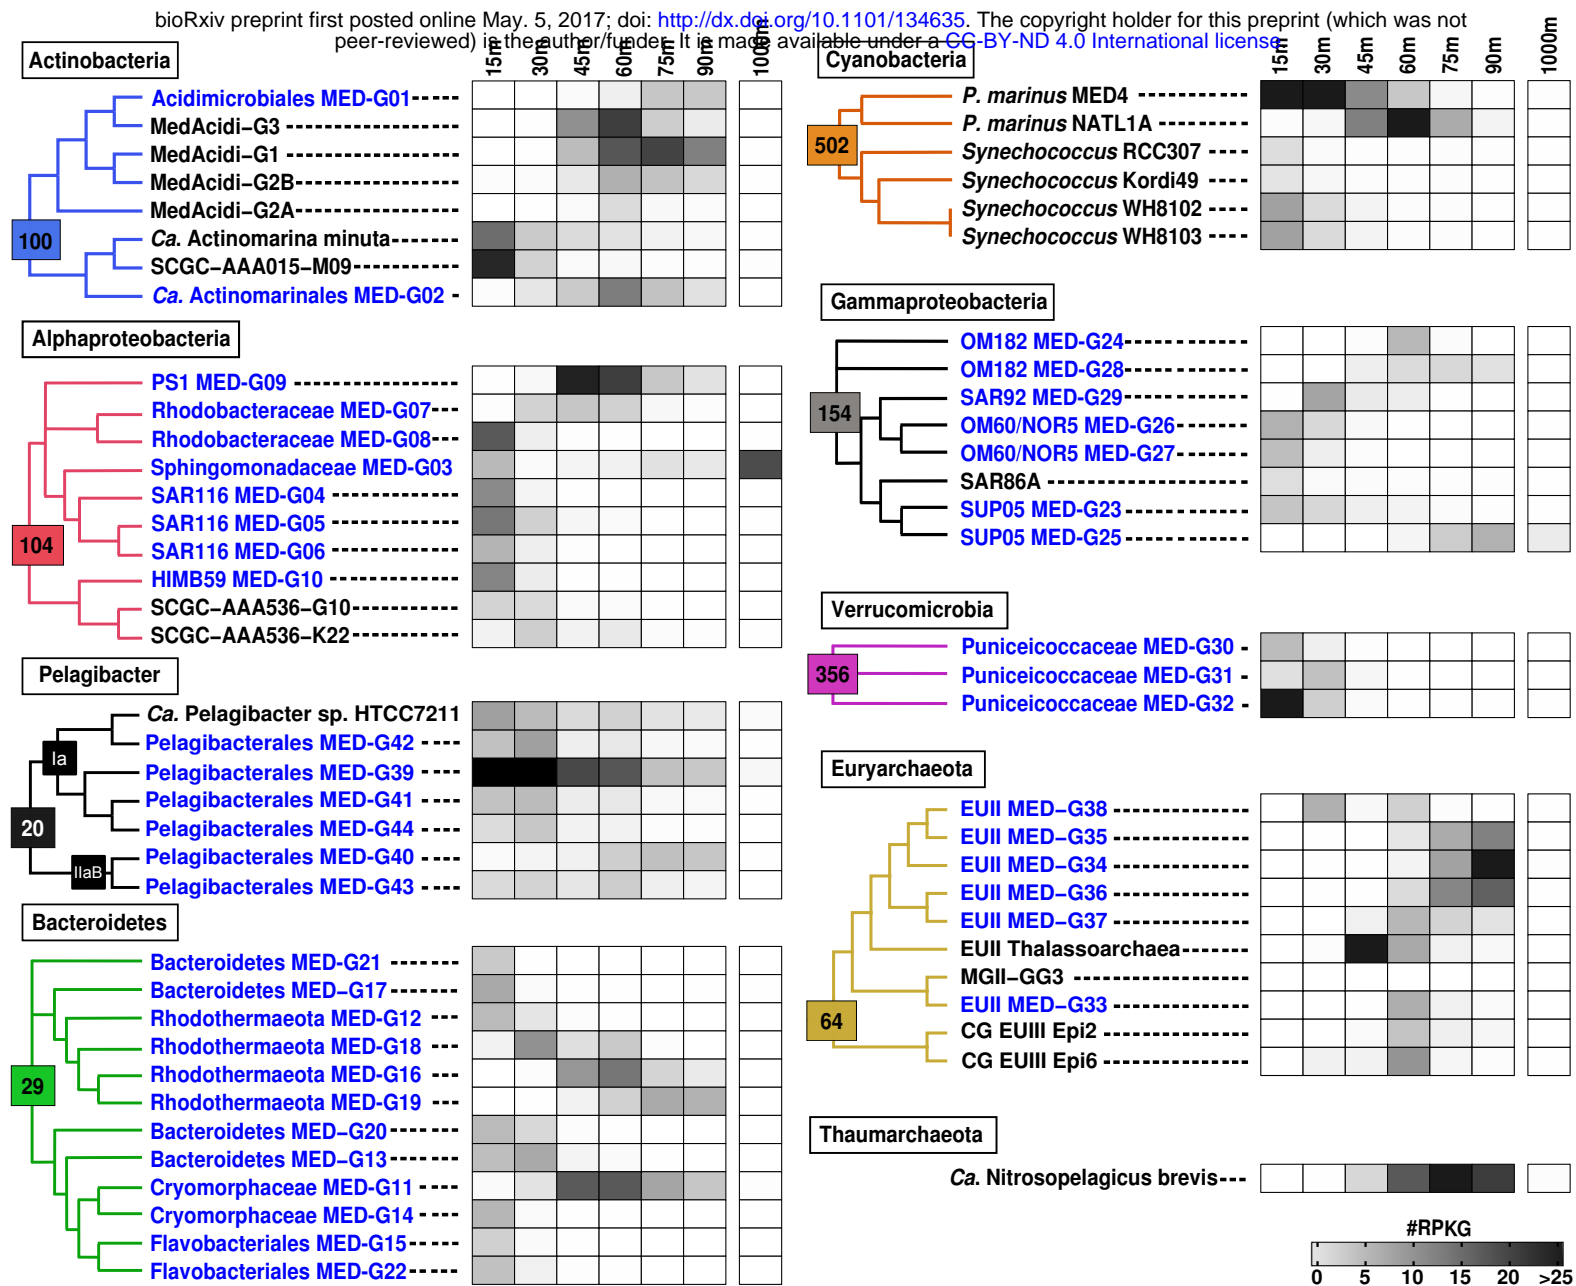 bioRxiv preprint first posted online May. 5, 2017; doi: http://dx.doi.org/10.1101/134635. The copyright holder for this preprint (which was not
peer-reviewed) is the author/funder. It is made available under a CC-BY-ND 4.0 International license.
Actinobacteria
15m 30m 45m 60m 75m 90m 1000m
Acidimicrobiales MED-G01
MedAcidi-G3
MedAcidi-G1
MedAcidi-G2B
MedAcidi-G2A
100
Ca. Actinomarina minuta
SCGC-AAA015-M09
Ca. Actinomarinales MED-G02
Alphaproteobacteria
PS1 MED-G09
Rhodobacteraceae MED-G07
Rhodobacteraceae MED-G08
Sphingomonadaceae MED-G03
SAR116 MED-G04
SAR116 MED-G05
104
SAR116 MED-G06
HIMB59 MED-G10
SCGC-AAA536-G10
SCGC-AAA536-K22
Pelagibacter
Ca. Pelagibacter sp. HTCC7211
Pelagibacterales MED-G42
Ia
Pelagibacterales MED-G39
Pelagibacterales MED-G41
20
Pelagibacterales MED-G44
Pelagibacterales MED-G40
IIaB
Pelagibacterales MED-G43
Bacteroidetes
Bacteroidetes MED-G21
Bacteroidetes MED-G17
Rhodothermaeota MED-G12
Rhodothermaeota MED-G18
Rhodothermaeota MED-G16
29
Rhodothermaeota MED-G19
Bacteroidetes MED-G20
Bacteroidetes MED-G13
Cryomorphaceae MED-G11
Cryomorphaceae MED-G14
Flavobacteriales MED-G15
Flavobacteriales MED-G22
Cyanobacteria
15m 30m 45m 60m 75m 90m 1000m
P. marinus MED4
P. marinus NATL1A
502
Synechococcus RCC307
Synechococcus Kordi49
Synechococcus WH8102
Synechococcus WH8103
Gammaproteobacteria
OM182 MED-G24
OM182 MED-G28
SAR92 MED-G29
154
OM60/NOR5 MED-G26
OM60/NOR5 MED-G27
SAR86A
SUP05 MED-G23
SUP05 MED-G25
Verrucomicrobia
Puniceicoccaceae MED-G30
356
Puniceicoccaceae MED-G31
Puniceicoccaceae MED-G32
Euryarchaeota
EUII MED-G38
EUII MED-G35
EUII MED-G34
EUII MED-G36
EUII MED-G37
EUII Thalassoarchaea
MGII-GG3
EUII MED-G33
64
CG EUIII Epi2
CG EUIII Epi6
Thaumarchaeota
Ca. Nitrosopelagicus brevis
#RPKG
0 5 10 15 20 >25